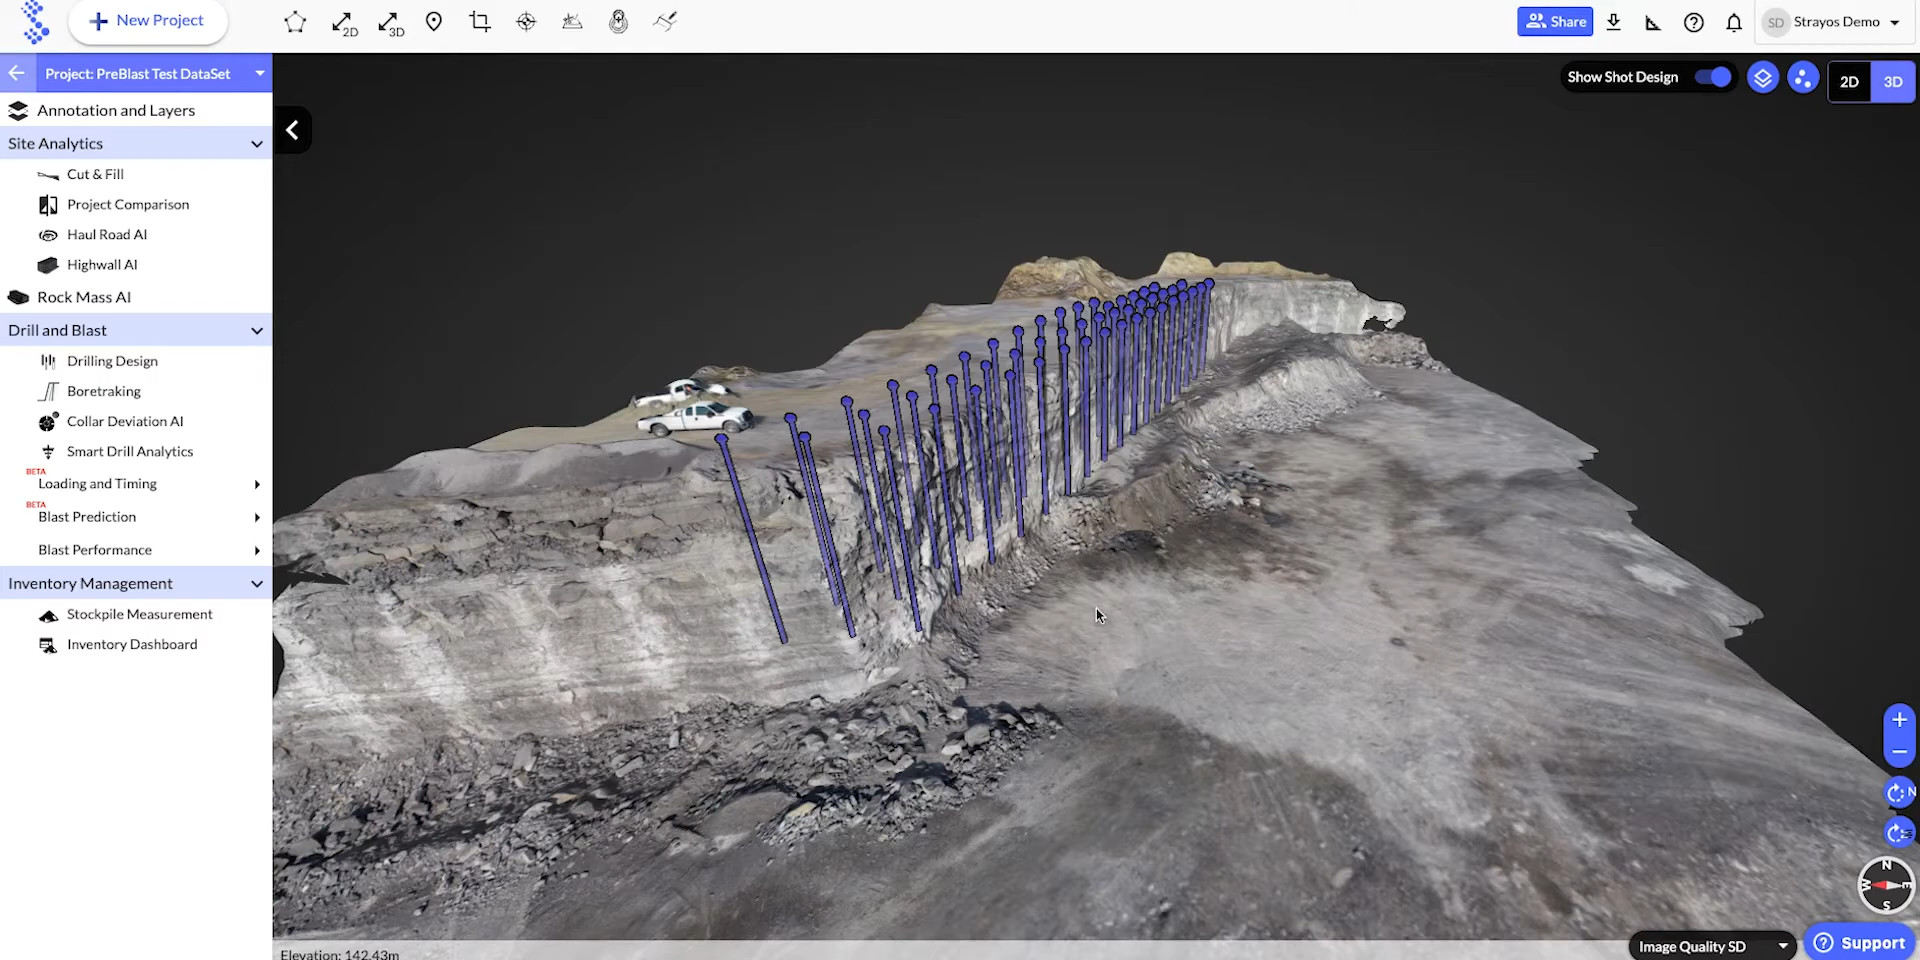 New Project
2D
3D
Share
SD
Strayos Demo
Project: PreBlast Test DataSet
Show Shot Design
2D
3D
Annotation and Layers
Site Analytics
Cut & Fill
Project Comparison
Haul Road AI
Highwall AI
Rock Mass AI
Drill and Blast
Drilling Design
Boretraking
Collar Deviation AI
Smart Drill Analytics
BETA
Loading and Timing
BETA
Blast Prediction
Blast Performance
Inventory Management
Stockpile Measurement
Inventory Dashboard
N
N
W E
S
Elevation: 142.43m
Image Quality SD
Support